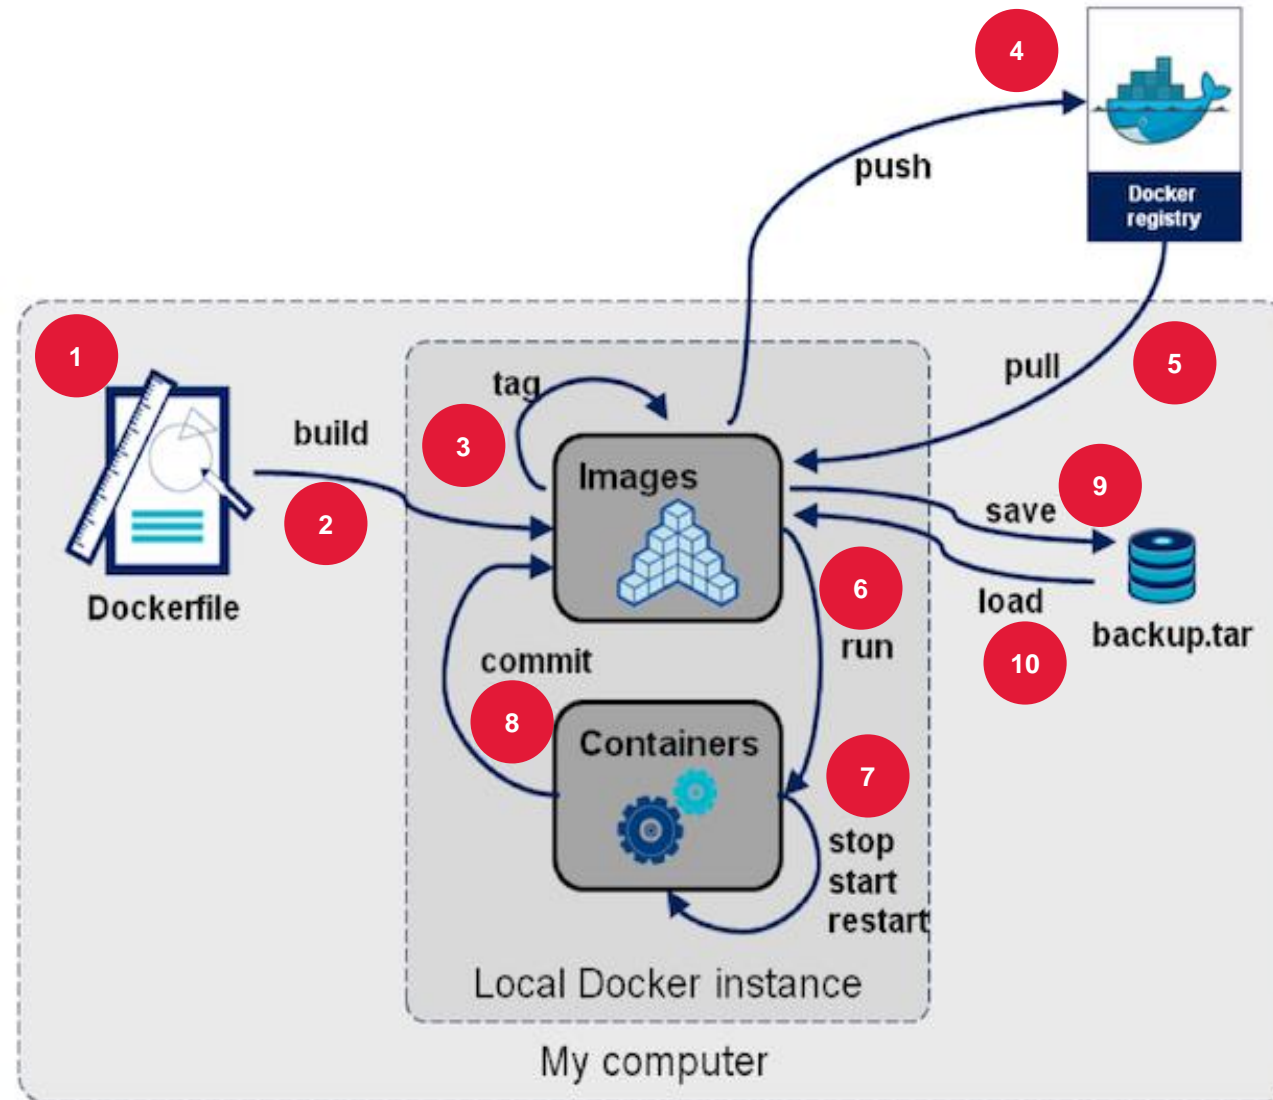 4
push
Docker
registry
1
tag
build
3
pull
5
2
Images
9
save
6
load
Dockerfile
run
backup.tar
commit
10
8
Containers
7
stop
start
restart
Local Docker instance
My computer